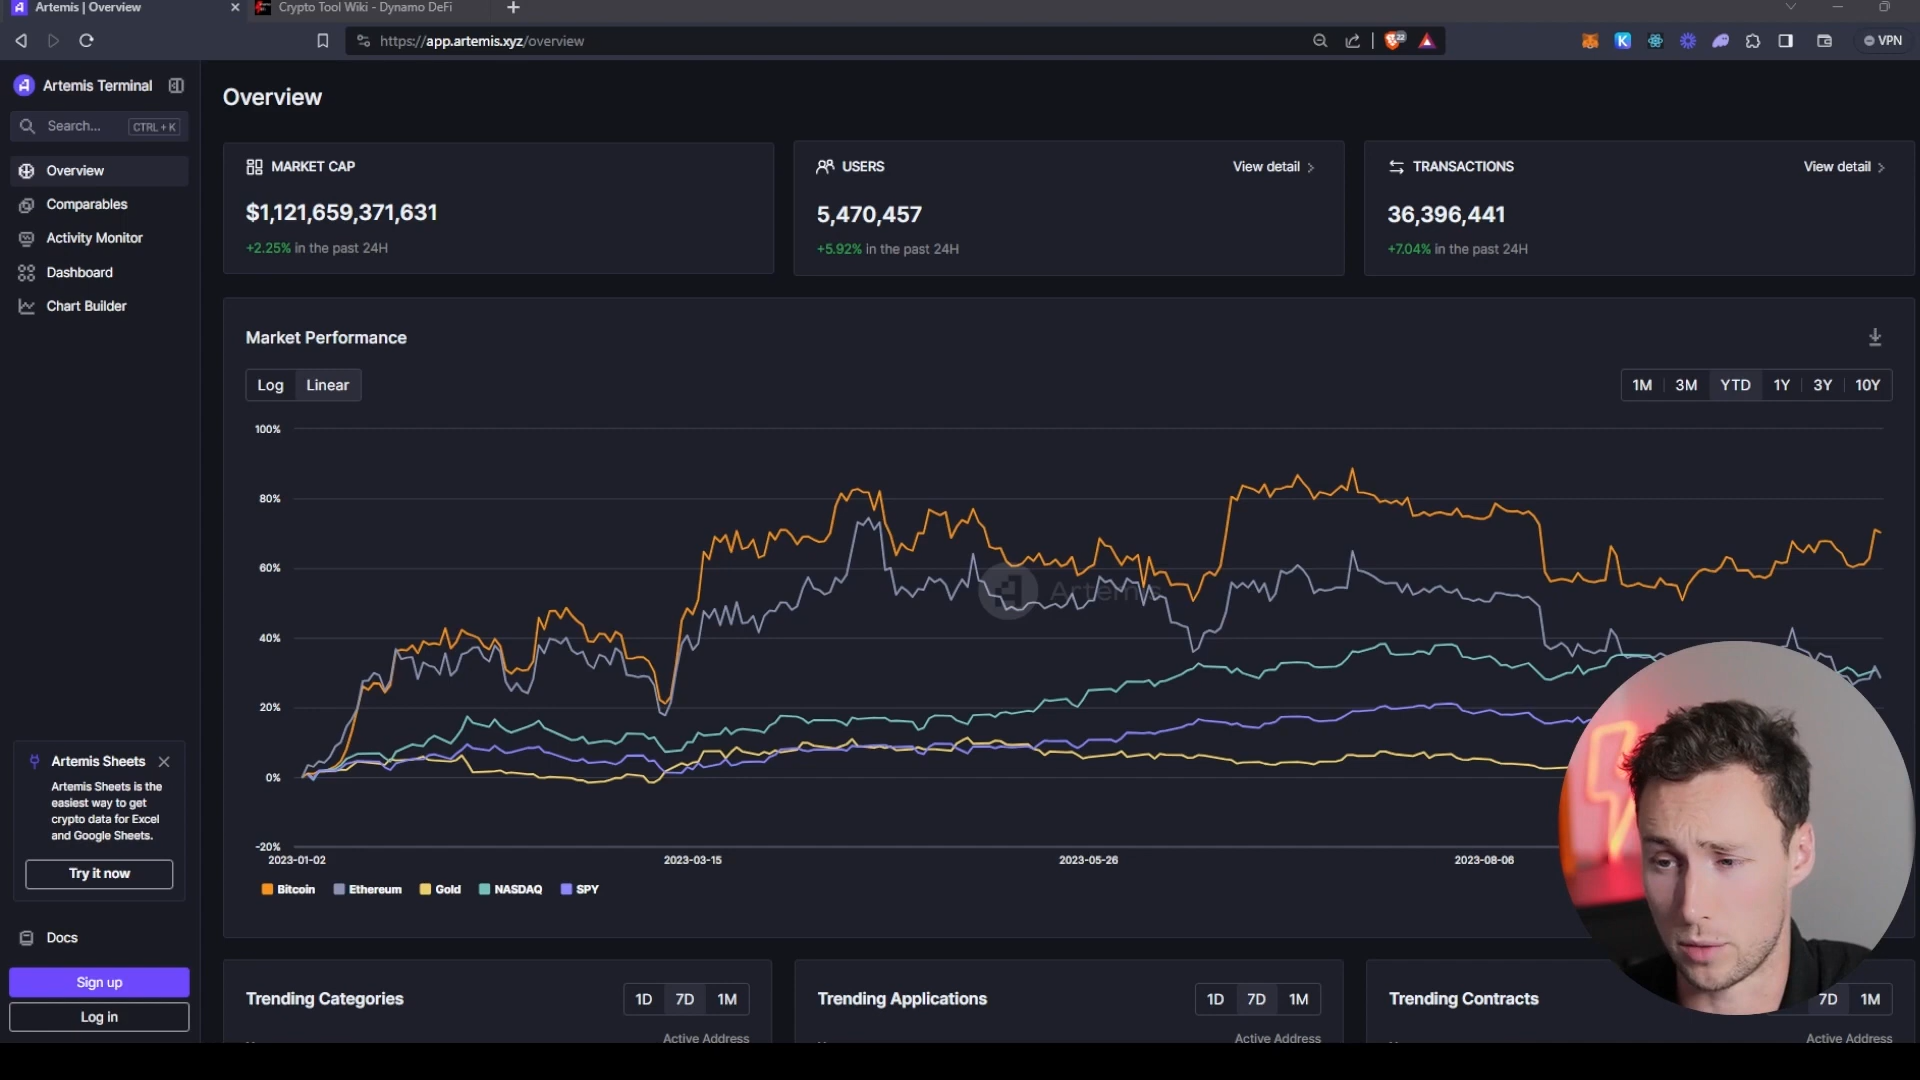 Artemis | Overview
Crypto Tool Wiki - Dynamo DeFi
https://app.artemis.xyz/overview
22
VPN
Artemis Terminal
Search...
CTRL + K
Overview
Comparables
Activity Monitor
Dashboard
Chart Builder
Artemis Sheets
Artemis Sheets is the
easiest way to get
crypto data for Excel
and Google Sheets.
Try it now
Docs
Sign up
Log in
Overview
MARKET CAP
$1,121,659,371,631
+2.25% in the past 24H
USERS
View detail
5,470,457
+5.92% in the past 24H
TRANSACTIONS
View detail
36,396,441
+7.04% in the past 24H
Market Performance
Log Linear
1M 3M YTD 1Y 3Y 10Y
100%
80%
60%
40%
20%
0%
-20%
Artemis
2023-01-02 2023-03-15 2023-05-26 2023-08-06
Bitcoin Ethereum Gold NASDAQ SPY
Trending Categories
1D 7D 1M
Active Address
Trending Applications
1D 7D 1M
Active Address
Trending Contracts
7D 1M
Active Address